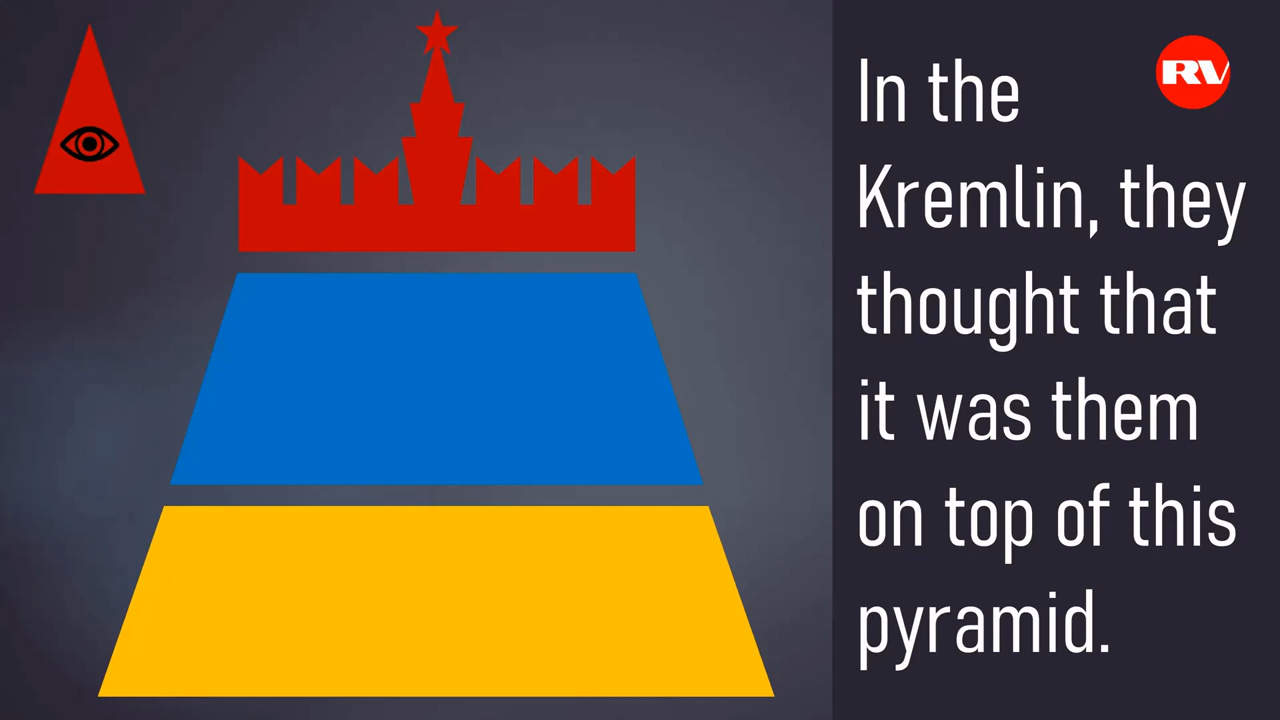 RV
In the
Kremlin, they
thought that
it was them
on top of this
pyramid.